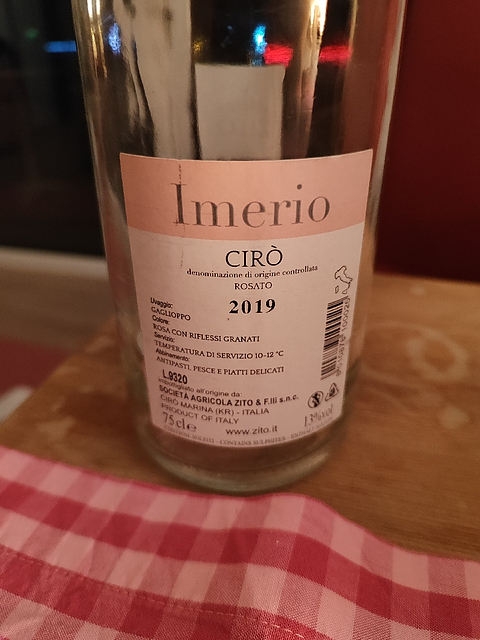 Imerio
CIRÒ
denominazione di origine controllata
ROSATO
2019
Uvaggio:
GAGLIOPPO
Colore:
ROSA CON RIFLESSI GRANATI
Servizio:
TEMPERATURA DI SERVIZIO 10-12 °C
Abbinamento:
ANTIPASTI, PESCE E PIATTI DELICATI
L.9320
imbottigliato all'origine da:
SOCIETÀ AGRICOLA ZITO & F.lli s.n.c.
CIRÒ MARINA (KR) - ITALIA
PRODUCT OF ITALY
75 cl e
www.zito.it
13%vol
SOLFITI - CONTAINS SULPHITES